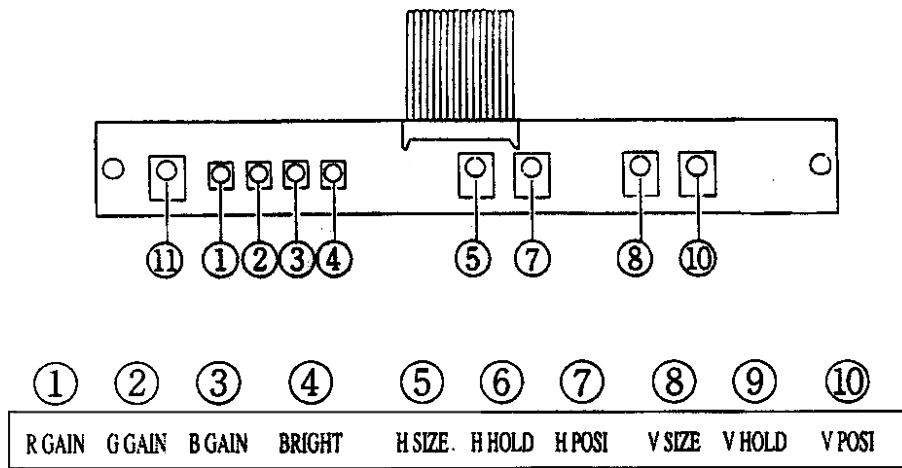 ⑪ ① ② ③ ④ ⑤ ⑦ ⑧ ⑩
① ② ③ ④ ⑤ ⑥ ⑦ ⑧ ⑨ ⑩
R GAIN G GAIN B GAIN BRIGHT H SIZE. H HOLD H POSI V SIZE V HOLD V POSI